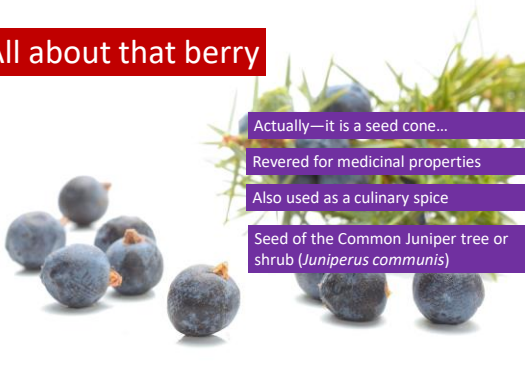 All about that berry
Actually—it is a seed cone…
Revered for medicinal properties
Also used as a culinary spice
Seed of the Common Juniper tree or
shrub (Juniperus communis)